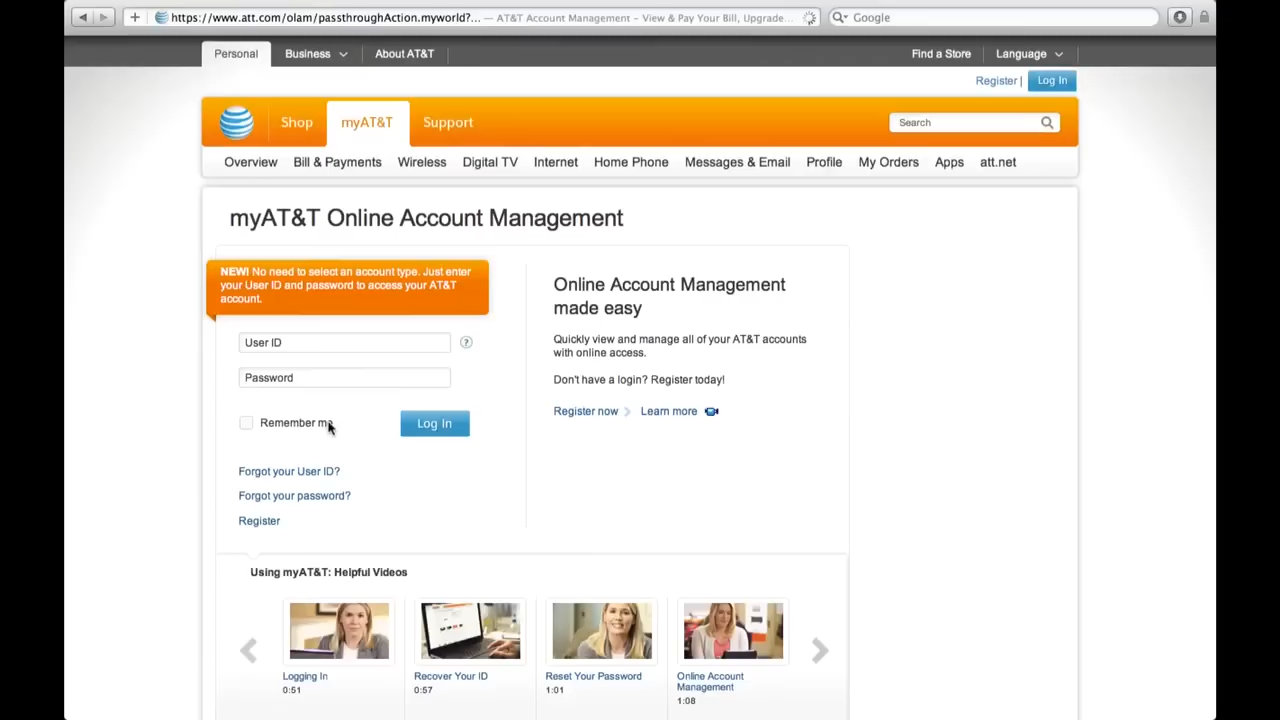 https://www.att.com/olam/passthroughAction.myworld?... — AT&T Account Management – View & Pay Your Bill, Upgrade...
Google
Personal
Business
About AT&T
Find a Store
Language
Register |
Log In
Shop
myAT&T
Support
Search
Overview
Bill & Payments
Wireless
Digital TV
Internet
Home Phone
Messages & Email
Profile
My Orders
Apps
att.net
myAT&T Online Account Management
NEW! No need to select an account type. Just enter
your User ID and password to access your AT&T
account.
User ID
?
Password
Remember me
Log In
Forgot your User ID?
Forgot your password?
Register
Online Account Management
made easy
Quickly view and manage all of your AT&T accounts
with online access.
Don't have a login? Register today!
Register now
Learn more
Using myAT&T: Helpful Videos
Logging In
0:51
Recover Your ID
0:57
Reset Your Password
1:01
Online Account
Management
1:08